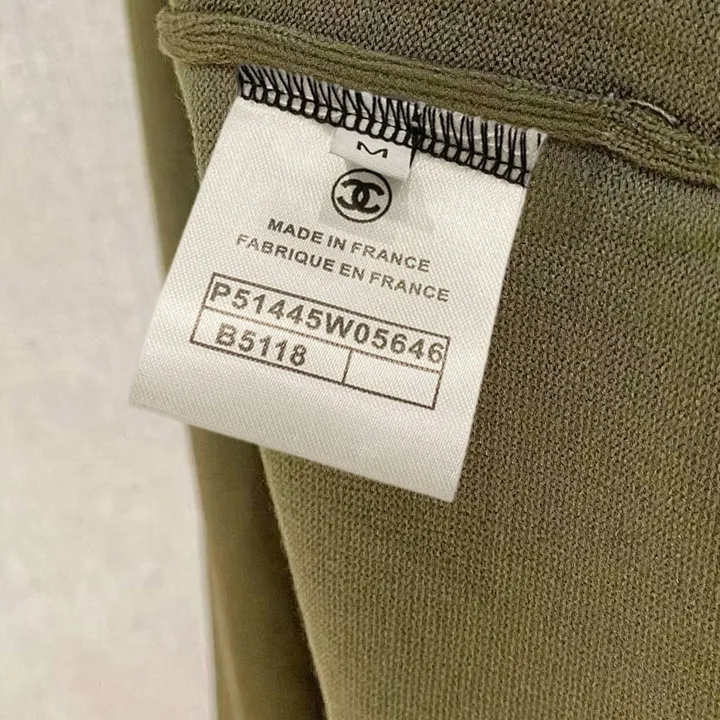 M
MADE IN FRANCE
FABRIQUE EN FRANCE
P51445W05646
B5118